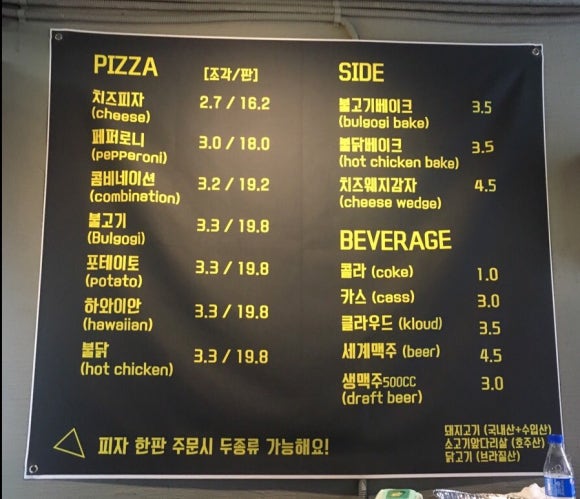 PIZZA [조각/판]
치즈피자 2.7 / 16.2
(cheese)
페퍼로니 3.0 / 18.0
(pepperoni)
콤비네이션 3.2 / 19.2
(combination)
불고기 3.3 / 19.8
(Bulgogi)
포테이토 3.3 / 19.8
(potato)
하와이안 3.3 / 19.8
(hawaiian)
불닭 3.3 / 19.8
(hot chicken)
SIDE
불고기베이크 3.5
(bulgogi bake)
불닭베이크 3.5
(hot chicken bake)
치즈웨지감자 4.5
(cheese wedge)
BEVERAGE
콜라 (coke) 1.0
카스 (cass) 3.0
클라우드 (kloud) 3.5
세계맥주 (beer) 4.5
생맥주500CC 3.0
(draft beer)
피자 한판 주문시 두종류 가능해요!
돼지고기 (국내산+수입산)
소고기앞다리살 (호주산)
닭고기 (브라질산)